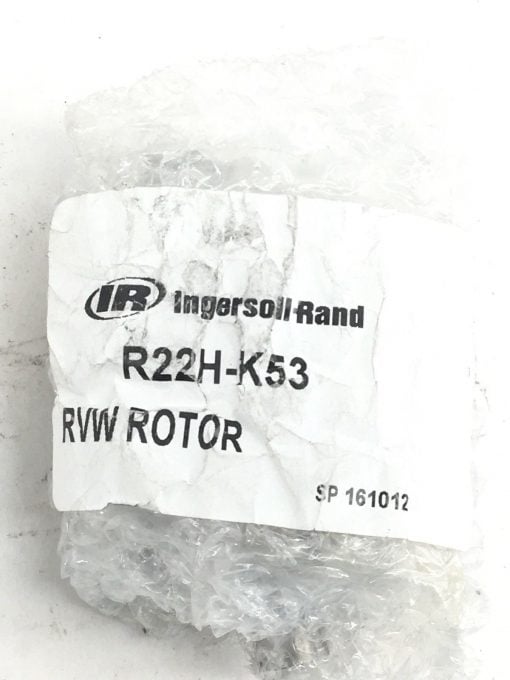 IR Ingersoll-Rand
R22H-K53
RVW ROTOR
SP 161012